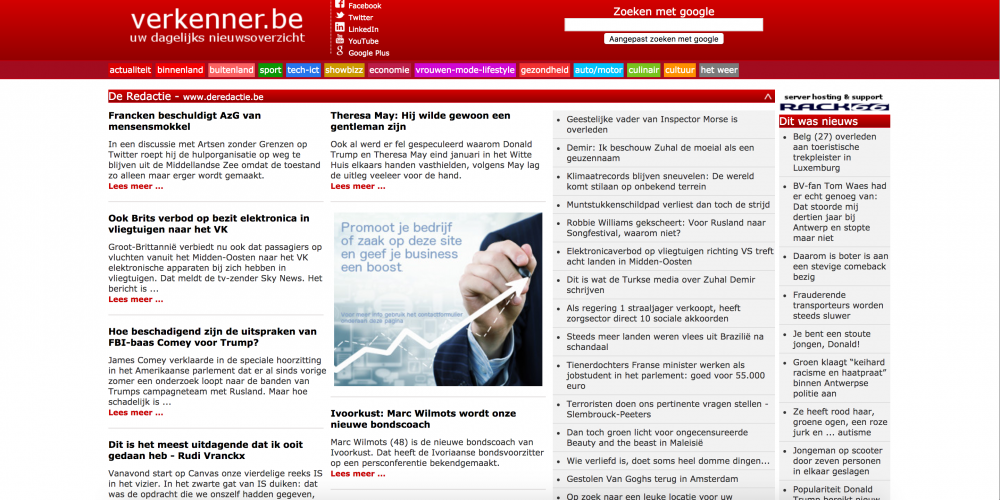 verkenner.be
uw dagelijks nieuwsoverzicht
Facebook
Twitter
LinkedIn
YouTube
Google Plus
Zoeken met google
Aangepast zoeken met google
actualiteit binnenland buitenland sport tech-ict showbizz economie vrouwen-mode-lifestyle gezondheid auto/motor culinair cultuur het weer
De Redactie - www.deredactie.be
Francken beschuldigt AzG van
mensensmokkel
In een discussie met Artsen zonder Grenzen op
Twitter roept hij de hulporganisatie op weg te
blijven uit de Middellandse Zee omdat de toestand
zo alleen maar erger wordt gemaakt.
Lees meer ...
Ook Brits verbod op bezit elektronica in
vliegtuigen naar het VK
Groot-Brittannië verbiedt nu ook dat passagiers op
vluchten vanuit het Midden-Oosten naar het VK
elektronische apparaten bij zich hebben in
vliegtuigen. Dat meldt de tv-zender Sky News. Het
bericht is ...
Lees meer ...
Hoe beschadigend zijn de uitspraken van
FBI-baas Comey voor Trump?
James Comey verklaarde in de speciale hoorzitting
in het Amerikaanse parlement dat er al sinds vorige
zomer een onderzoek loopt naar de banden van
Trumps campagneteam met Rusland. Maar hoe
schadelijk is ...
Lees meer ...
Dit is het meest uitdagende dat ik ooit
gedaan heb - Rudi Vranckx
Vanavond start op Canvas onze vierdelige reeks IS
in het vizier. In het zwarte gat van IS duiken: dat
was de opdracht die we onszelf hadden gegeven,
Theresa May: Hij wilde gewoon een
gentleman zijn
Ook al werd er fel gespeculeerd waarom Donald
Trump en Theresa May eind januari in het Witte
Huis elkaars handen vasthielden, volgens May lag
de uitleg veeleer voor de hand.
Lees meer ...
Promoot je bedrijf
of zaak op deze site
en geef je business
een boost
Voor meer info gebruik het contactformulier
onderaan deze pagina
Ivoorkust: Marc Wilmots wordt onze
nieuwe bondscoach
Marc Wilmots (48) is de nieuwe bondscoach van
Ivoorkust. Dat heeft de Ivoriaanse bondsvoorzitter
op een persconferentie bekendgemaakt.
Lees meer ...
Geestelijke vader van Inspector Morse is
overleden
Demir: Ik beschouw Zuhal de moeial als een
geuzennaam
Klimaatrecords blijven sneuvelen: De wereld
komt stilaan op onbekend terrein
Muntstukkenschildpad verliest dan toch de strijd
Robbie Williams gekscheert: Voor Rusland naar
Songfestival, waarom niet?
Elektronicaverbod op vliegtuigen richting VS treft
acht landen in Midden-Oosten
Dit is wat de Turkse media over Zuhal Demir
schrijven
Als regering 1 straaljager verkoopt, heeft
zorgsector direct 10 sociale akkoorden
Steeds meer landen weren vlees uit Brazilië na
schandaal
Tienerdochters Franse minister werken als
jobstudent in het parlement: goed voor 55.000
euro
Terroristen doen ons pertinente vragen stellen -
Slembrouck-Peeters
Dan toch groen licht voor ongecensureerde
Beauty and the beast in Maleisië
Wie verliefd is, doet soms heel domme dingen...
Gestolen Van Goghs terug in Amsterdam
Op zoek naar een leuke locatie voor uw
server hosting & support
RACK66
Dit was nieuws
Belg (27) overleden
aan toeristische
trekpleister in
Luxemburg
BV-fan Tom Waes had
er echt genoeg van:
Dat stoorde mij
dertien jaar bij
Antwerp en stopte
maar niet
Daarom is boter is aan
een stevige comeback
bezig
Frauderende
transporteurs worden
steeds sluwer
Je bent een stoute
jongen, Donald!
Groen klaagt “keihard
racisme en haatpraat”
binnen Antwerpse
politie aan
Ze heeft rood haar,
groene ogen, een roze
jurk en ... autisme
Jongeman op scooter
door zeven personen
in elkaar geslagen
Populariteit Donald
Trump bereikt nieuw